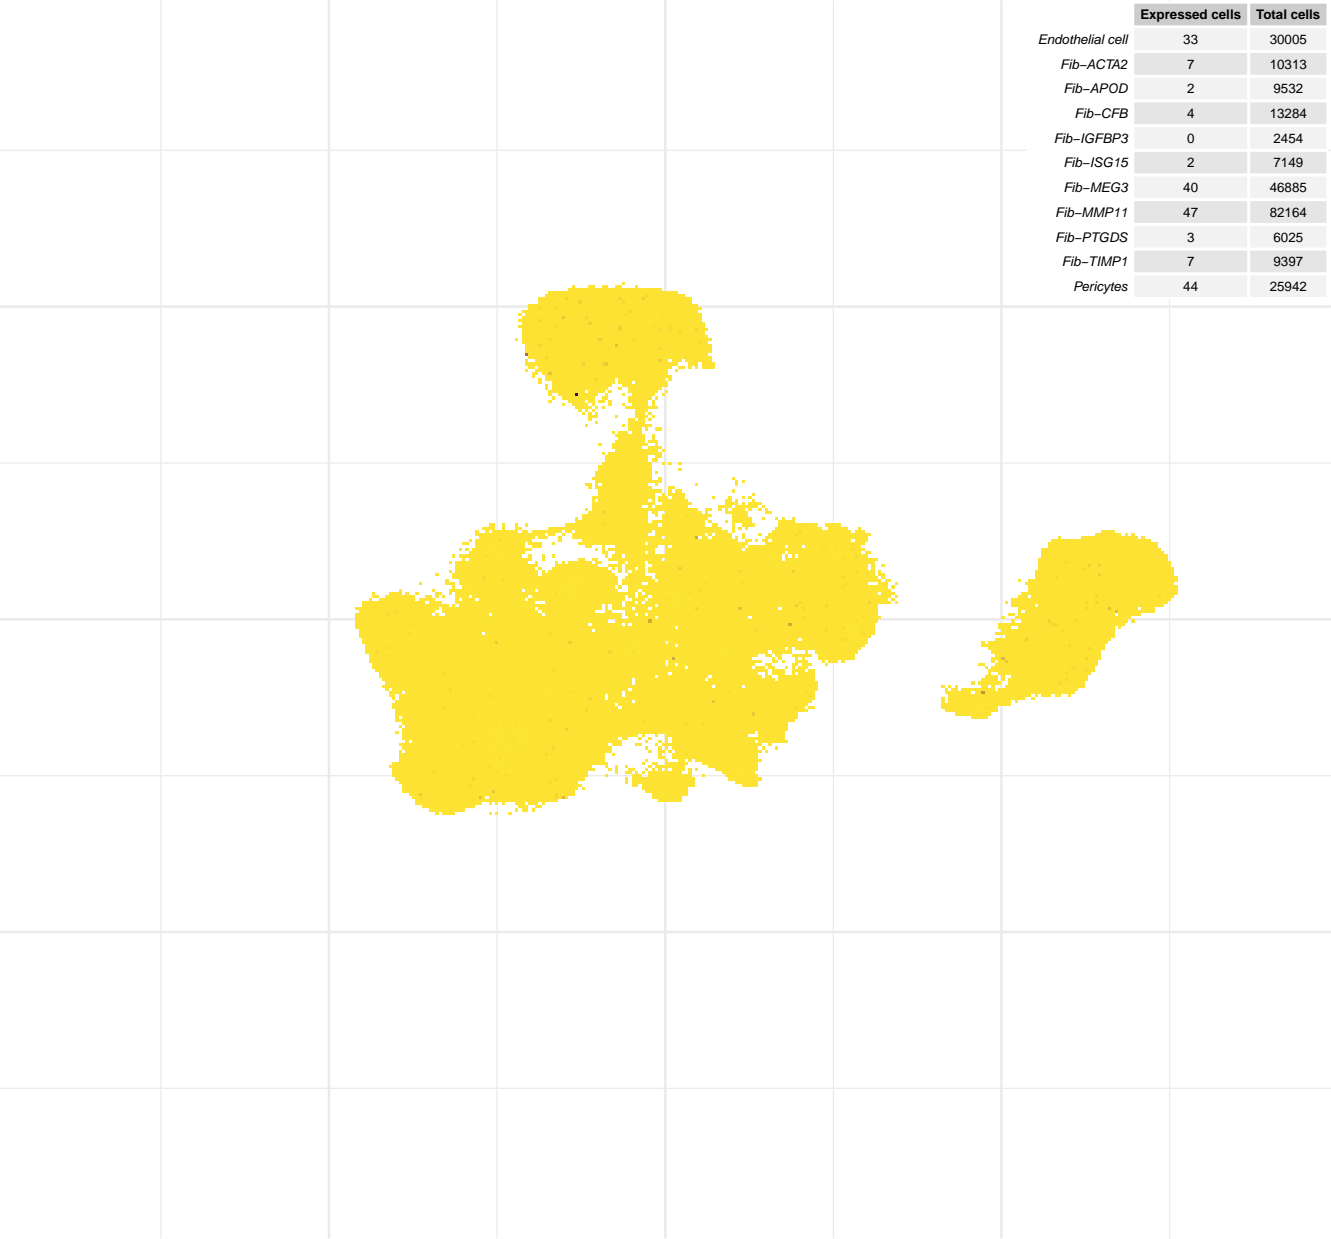 Expressed cells Total cells
Endothelial cell 33 30005
Fib−ACTA2 7 10313
Fib−APOD 2 9532
Fib−CFB 4 13284
Fib−IGFBP3 0 2454
Fib−ISG15 2 7149
Fib−MEG3 40 46885
Fib−MMP11 47 82164
Fib−PTGDS 3 6025
Fib−TIMP1 7 9397
Pericytes 44 25942